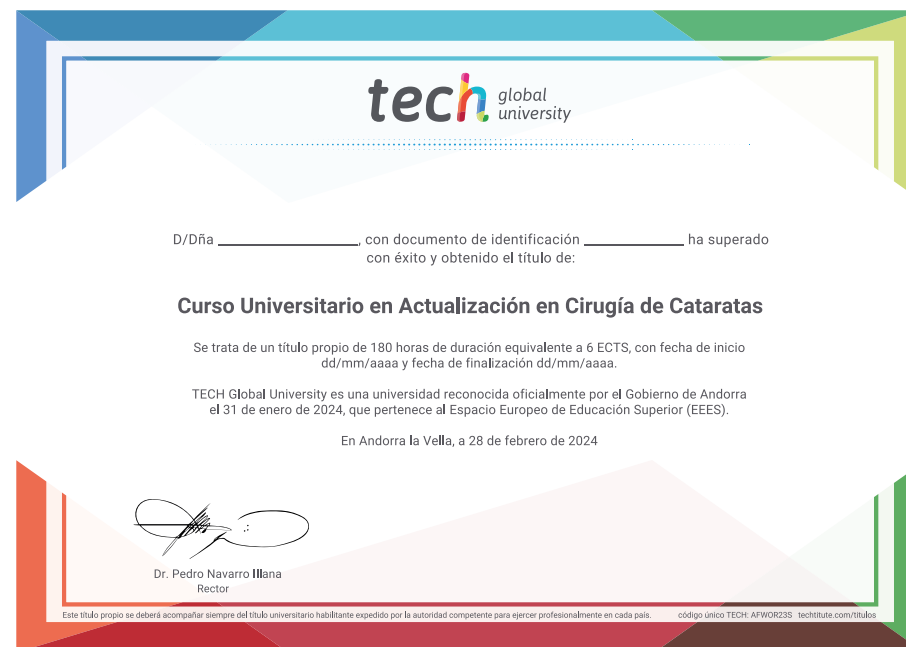 tech global university
D/Dña ____________________, con documento de identificación ______________ ha superado
con éxito y obtenido el título de:
Curso Universitario en Actualización en Cirugía de Cataratas
Se trata de un título propio de 180 horas de duración equivalente a 6 ECTS, con fecha de inicio
dd/mm/aaaa y fecha de finalización dd/mm/aaaa.
TECH Global University es una universidad reconocida oficialmente por el Gobierno de Andorra
el 31 de enero de 2024, que pertenece al Espacio Europeo de Educación Superior (EEES).
En Andorra la Vella, a 28 de febrero de 2024
Dr. Pedro Navarro Illana
Rector
Este título propio se deberá acompañar siempre del título universitario habilitante expedido por la autoridad competente para ejercer profesionalmente en cada país. código único TECH: AFWOR23S techtitute.com/titulos